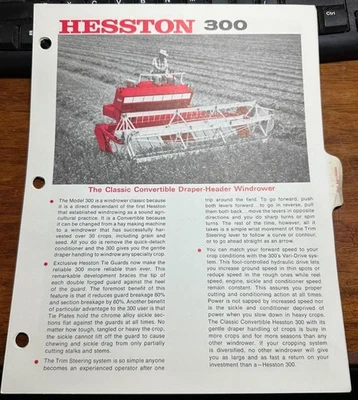 HESSTON 300
The Classic Convertible Draper-Header Windrower
The Model 300 is a windrower classic because
it is a direct descendant of the first Hesston
that established windrowing as a sound agri-
cultural practice. It is a Convertible because
it can be changed from a hay making machine
to a windrower that has successfully har-
vested over 30 crops, including grain and
seed. All you do is remove the quick-detach
conditioner and the 300 gives you the gentle
draper handling to windrow any specialty crop.
Exclusive Hesston Tie Guards now make the
reliable 300 more reliable than ever. This
remarkable development braces the tip of
each double forged guard against the heel
of the guard. The foremost benefit of this
feature is that it reduces guard breakage 80%
and section breakage by 60%. Another benefit
of particular advantage to the 300 user is that
Tie Plates hold the chrome alloy sickle sec-
tions flat against the guards at all times. No
matter how tough, tangled or heavy the crop,
the sickle cannot lift off the guard to cause
chewing and sickle drag from only partially
cutting stalks and stems.
The Trim Steering system is so simple anyone
becomes an experienced operator after one
trip around the field. To go forward, push
both levers forward...to go in reverse, pull
them both back...move the levers in opposite
directions and you do sharp turns or spin
turns. The rest of the time, however, all it
takes is a simple wrist movement of the Trim
Steering lever to follow a curve or contour,
or to go ahead straight as an arrow.
You can match your forward speed to your
crop conditions with the 300's Vari-Drive sys-
tem. This foot-controlled hydraulic drive lets
you increase ground speed in thin spots or
reduce speed in the rough ones while reel
speed, engine, sickle and conditioner speed
remain constant. This assures you proper
cutting and conditioning action at all times.
Power is not sapped by increased speed nor
is the sickle and conditioner deprived of
power when you slow down in heavy crops.
The Classic Convertible Hesston 300 with its
gentle draper handling of crops is busy in
more crops and for more seasons than any
other windrower. If your cropping system
is diversified, no other windrower will give
you as large and as fast a return on your
investment than a—Hesston 300.
Ctrl